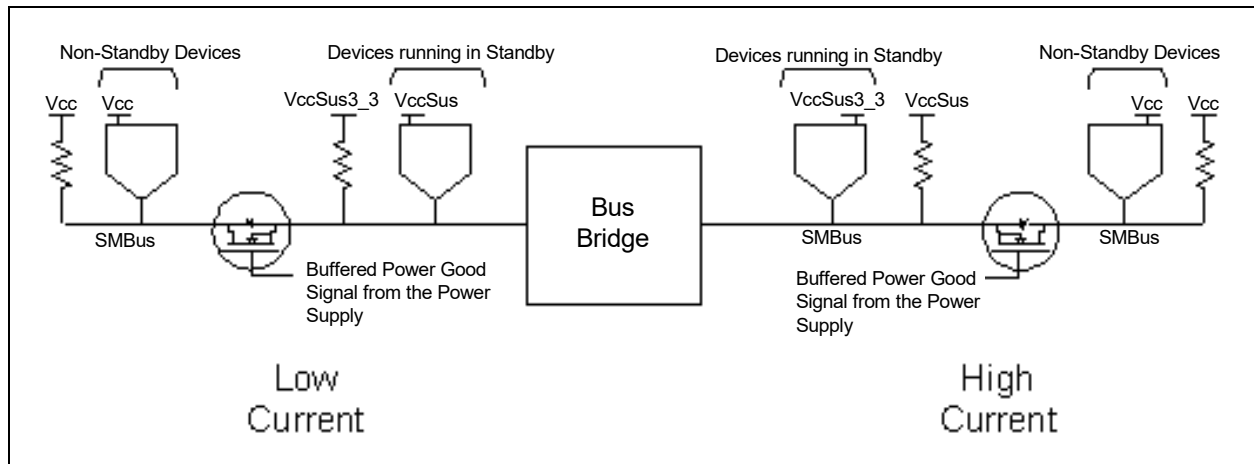 Non-Standby Devices
Devices running in Standby
Devices running in Standby
Non-Standby Devices
Vcc
Vcc
VccSus3_3
VccSus
VccSus3_3
VccSus
Vcc
Vcc
Bus
Bridge
SMBus
SMBus
SMBus
Buffered Power Good
Signal from the Power
Supply
Buffered Power Good
Signal from the Power
Supply
Low
Current
High
Current